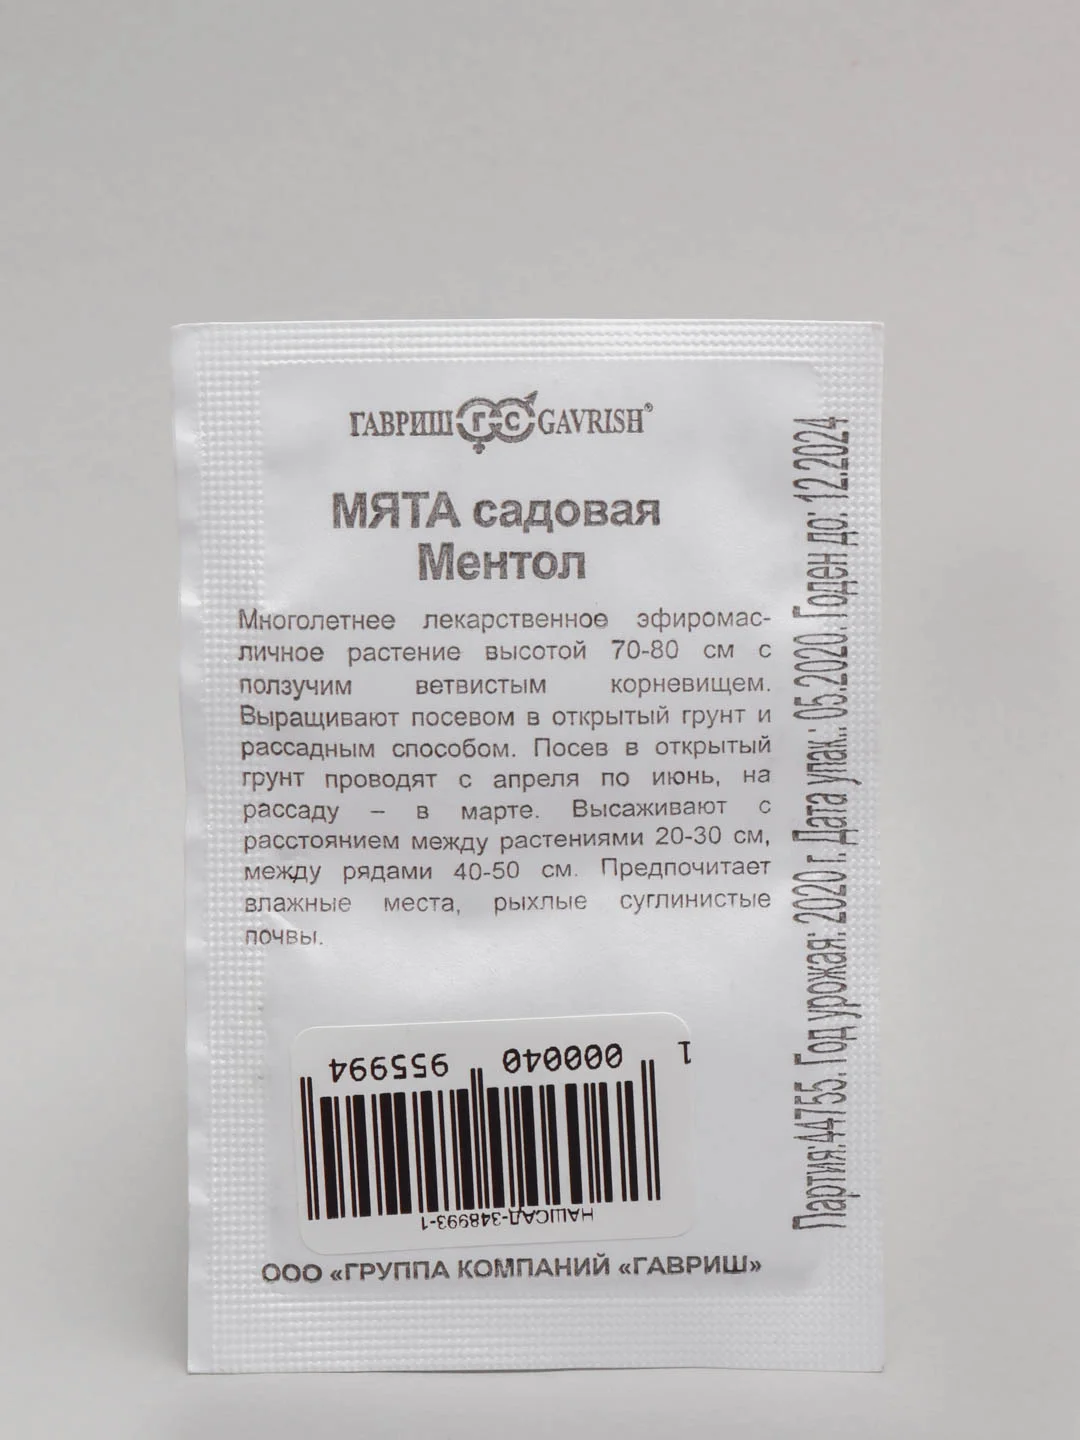 ГАВРИШ ГС GAVRISH®
МЯТА садовая
Ментол
Многолетнее лекарственное эфиромас-
личное растение высотой 70-80 см с
ползучим ветвистым корневищем.
Выращивают посевом в открытый грунт и
рассадным способом. Посев в открытый
грунт проводят с апреля по июнь, на
рассаду – в марте. Высаживают с
расстоянием между растениями 20-30 см,
между рядами 40-50 см. Предпочитает
влажные места, рыхлые суглинистые
почвы.
Партия:44755. Год урожая: 2020 г. Дата упак.: 05.2020. Годен до: 12.2024
НАШСАД-348993-1
1 000040 955994
ООО «ГРУППА КОМПАНИЙ «ГАВРИШ»